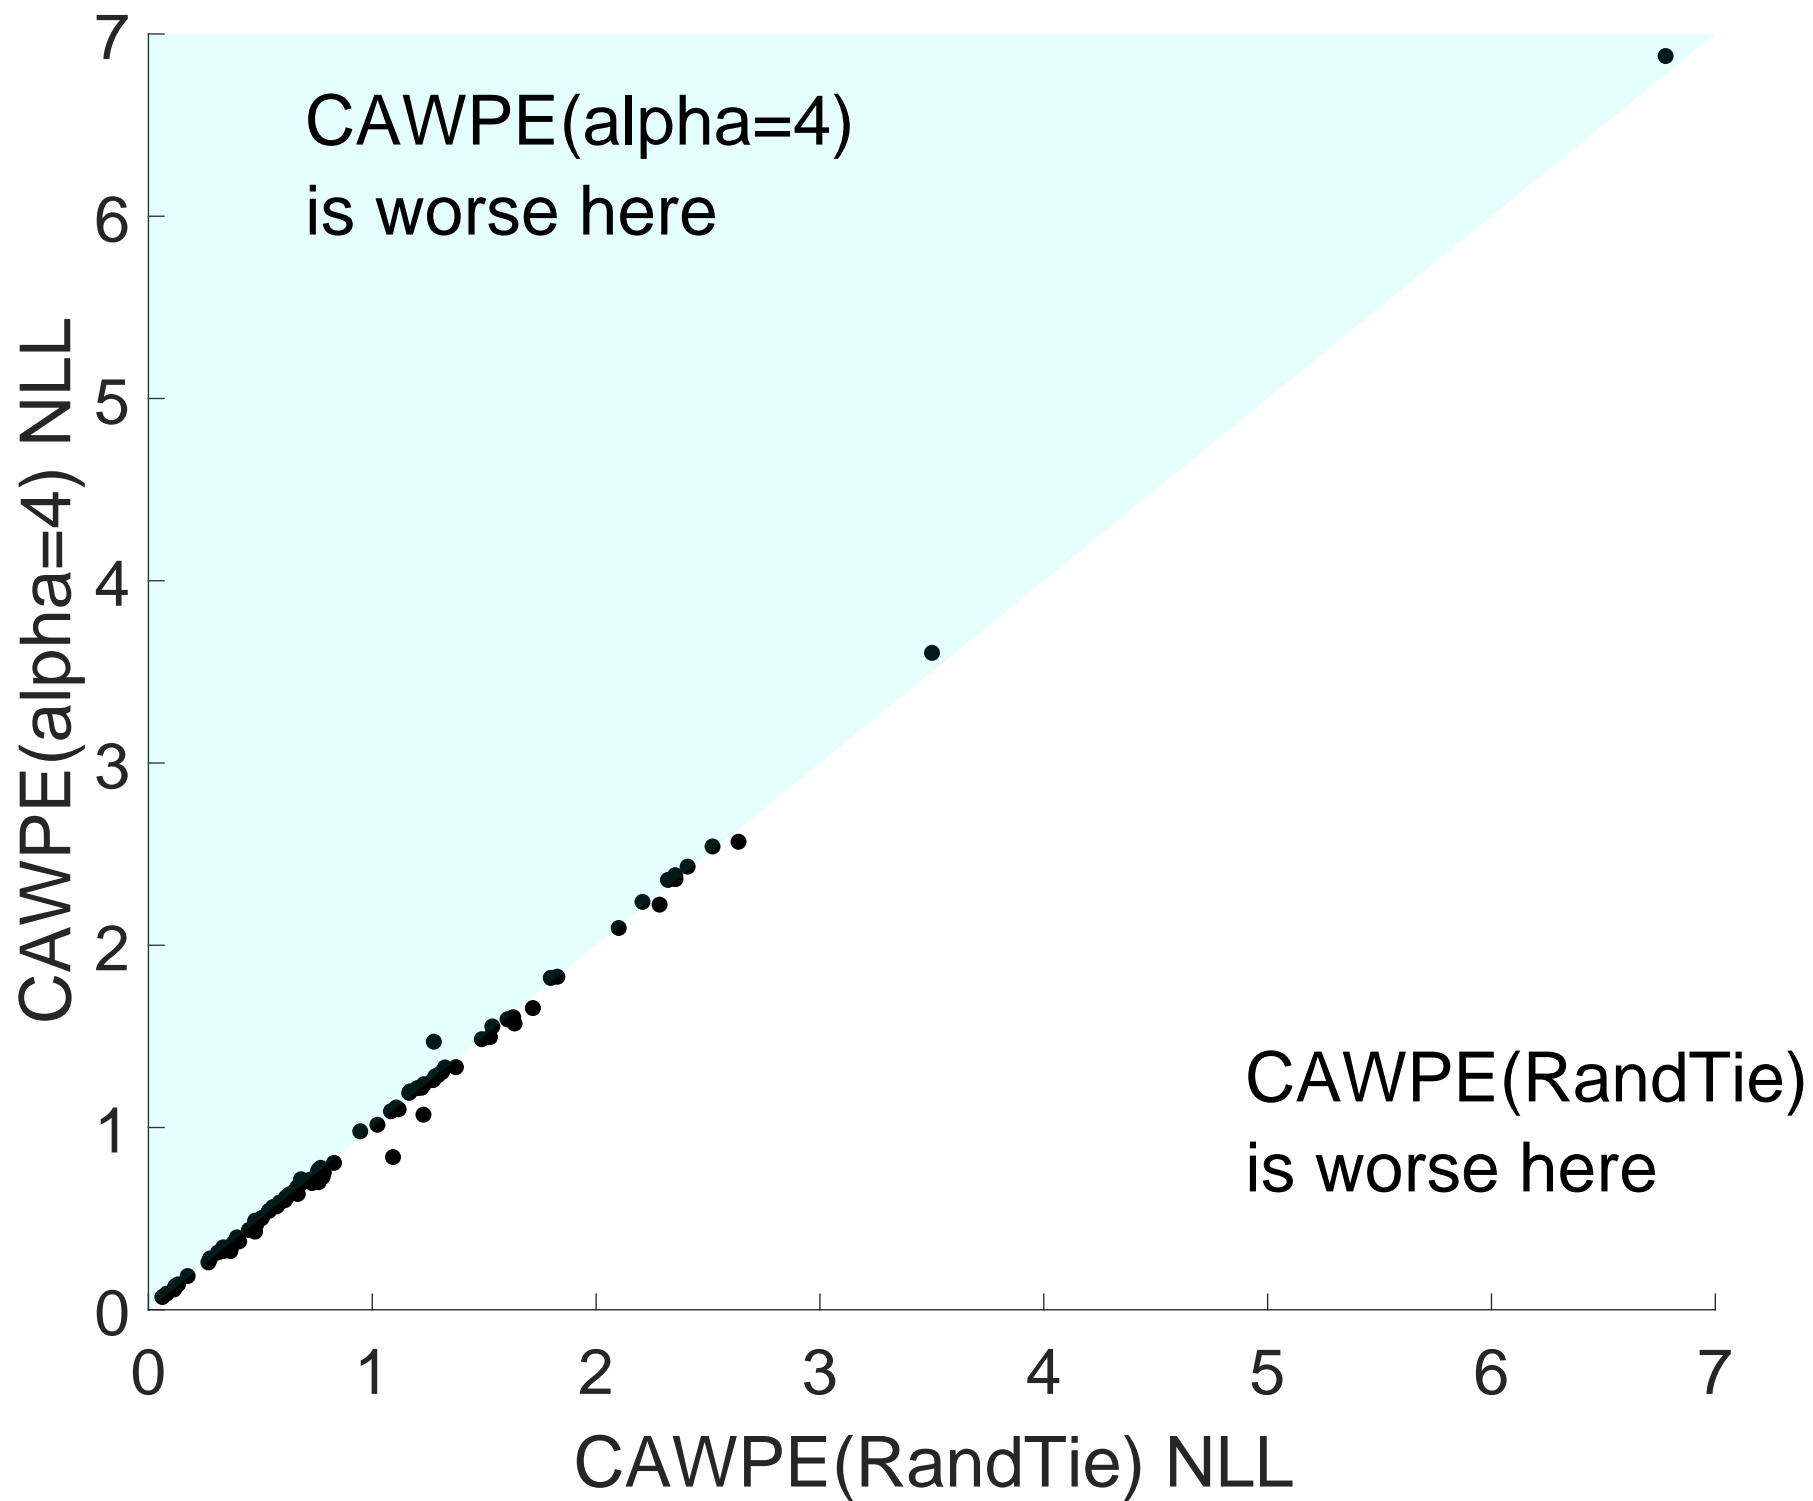 7
CAWPE(alpha=4)
is worse here
6
5
4
3
2
1
0
CAWPE(alpha=4) NLL
CAWPE(RandTie)
is worse here
0 1 2 3 4 5 6 7
CAWPE(RandTie) NLL